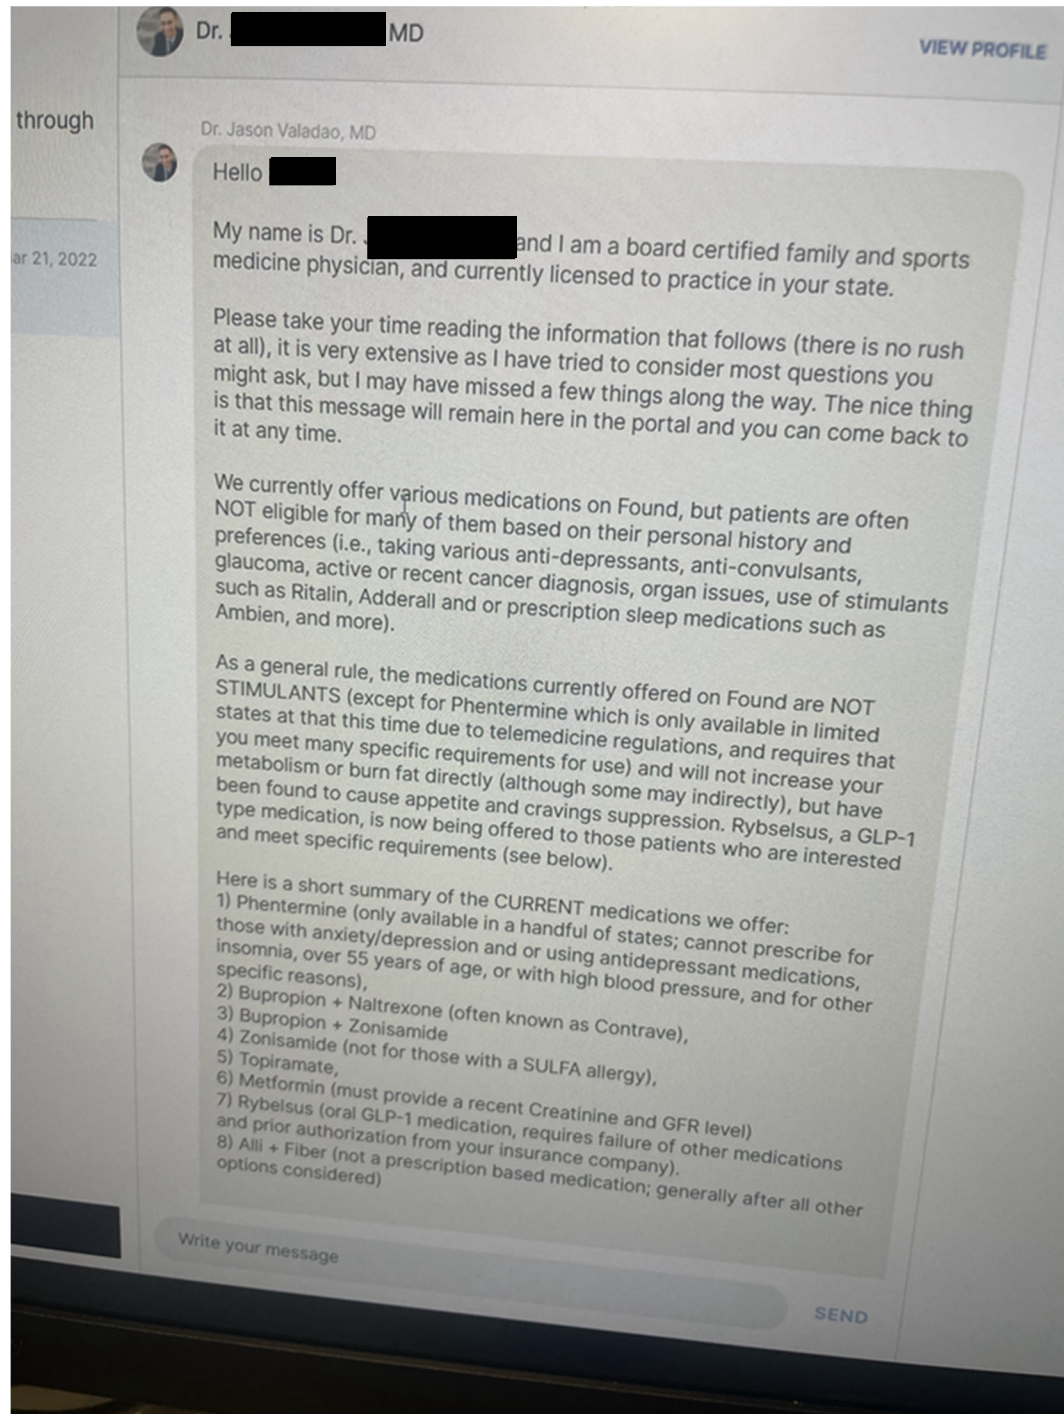 Dr. MD
VIEW PROFILE
through
ar 21, 2022
Dr. Jason Valadao, MD
Hello
My name is Dr. and I am a board certified family and sports
medicine physician, and currently licensed to practice in your state.
Please take your time reading the information that follows (there is no rush
at all), it is very extensive as I have tried to consider most questions you
might ask, but I may have missed a few things along the way. The nice thing
is that this message will remain here in the portal and you can come back to
it at any time.
We currently offer various medications on Found, but patients are often
NOT eligible for many of them based on their personal history and
preferences (i.e., taking various anti-depressants, anti-convulsants,
glaucoma, active or recent cancer diagnosis, organ issues, use of stimulants
such as Ritalin, Adderall and or prescription sleep medications such as
Ambien, and more).
As a general rule, the medications currently offered on Found are NOT
STIMULANTS (except for Phentermine which is only available in limited
states at that this time due to telemedicine regulations, and requires that
you meet many specific requirements for use) and will not increase your
metabolism or burn fat directly (although some may indirectly), but have
been found to cause appetite and cravings suppression. Rybselsus, a GLP-1
type medication, is now being offered to those patients who are interested
and meet specific requirements (see below).
Here is a short summary of the CURRENT medications we offer:
1) Phentermine (only available in a handful of states; cannot prescribe for
those with anxiety/depression and or using antidepressant medications,
insomnia, over 55 years of age, or with high blood pressure, and for other
specific reasons),
2) Bupropion + Naltrexone (often known as Contrave),
3) Bupropion + Zonisamide
4) Zonisamide (not for those with a SULFA allergy),
5) Topiramate,
6) Metformin (must provide a recent Creatinine and GFR level)
7) Rybelsus (oral GLP-1 medication, requires failure of other medications
and prior authorization from your insurance company).
8) Alli + Fiber (not a prescription based medication; generally after all other
options considered)
Write your message
SEND